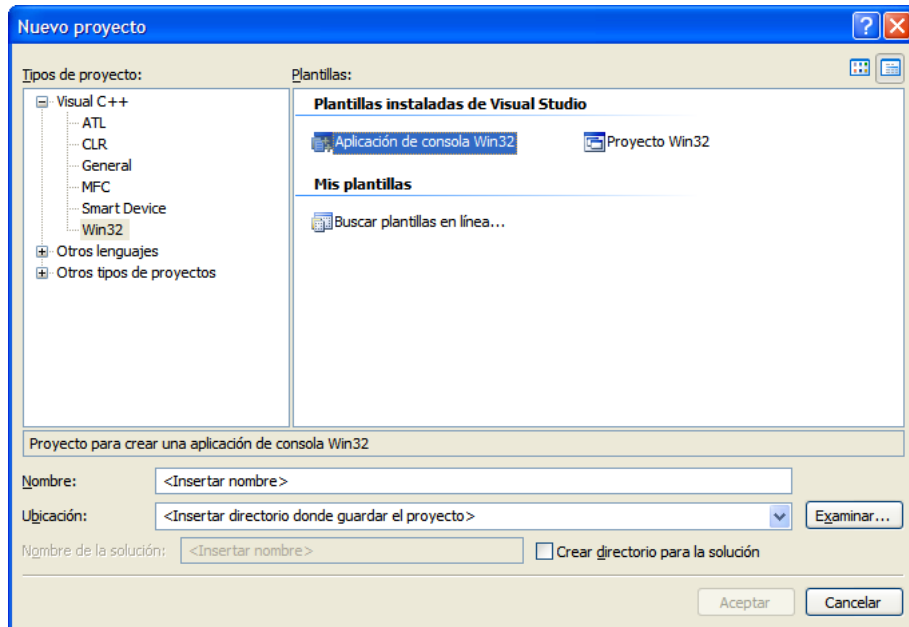 Nuevo proyecto
Tipos de proyecto:
Plantillas:
Visual C++
ATL
CLR
General
MFC
Smart Device
Win32
Otros lenguajes
Otros tipos de proyectos
Plantillas instaladas de Visual Studio
Aplicación de consola Win32
Proyecto Win32
Mis plantillas
Buscar plantillas en línea...
Proyecto para crear una aplicación de consola Win32
Nombre:
<Insertar nombre>
Ubicación:
<Insertar directorio donde guardar el proyecto>
Examinar...
Nombre de la solución:
<Insertar nombre>
Crear directorio para la solución
Aceptar
Cancelar